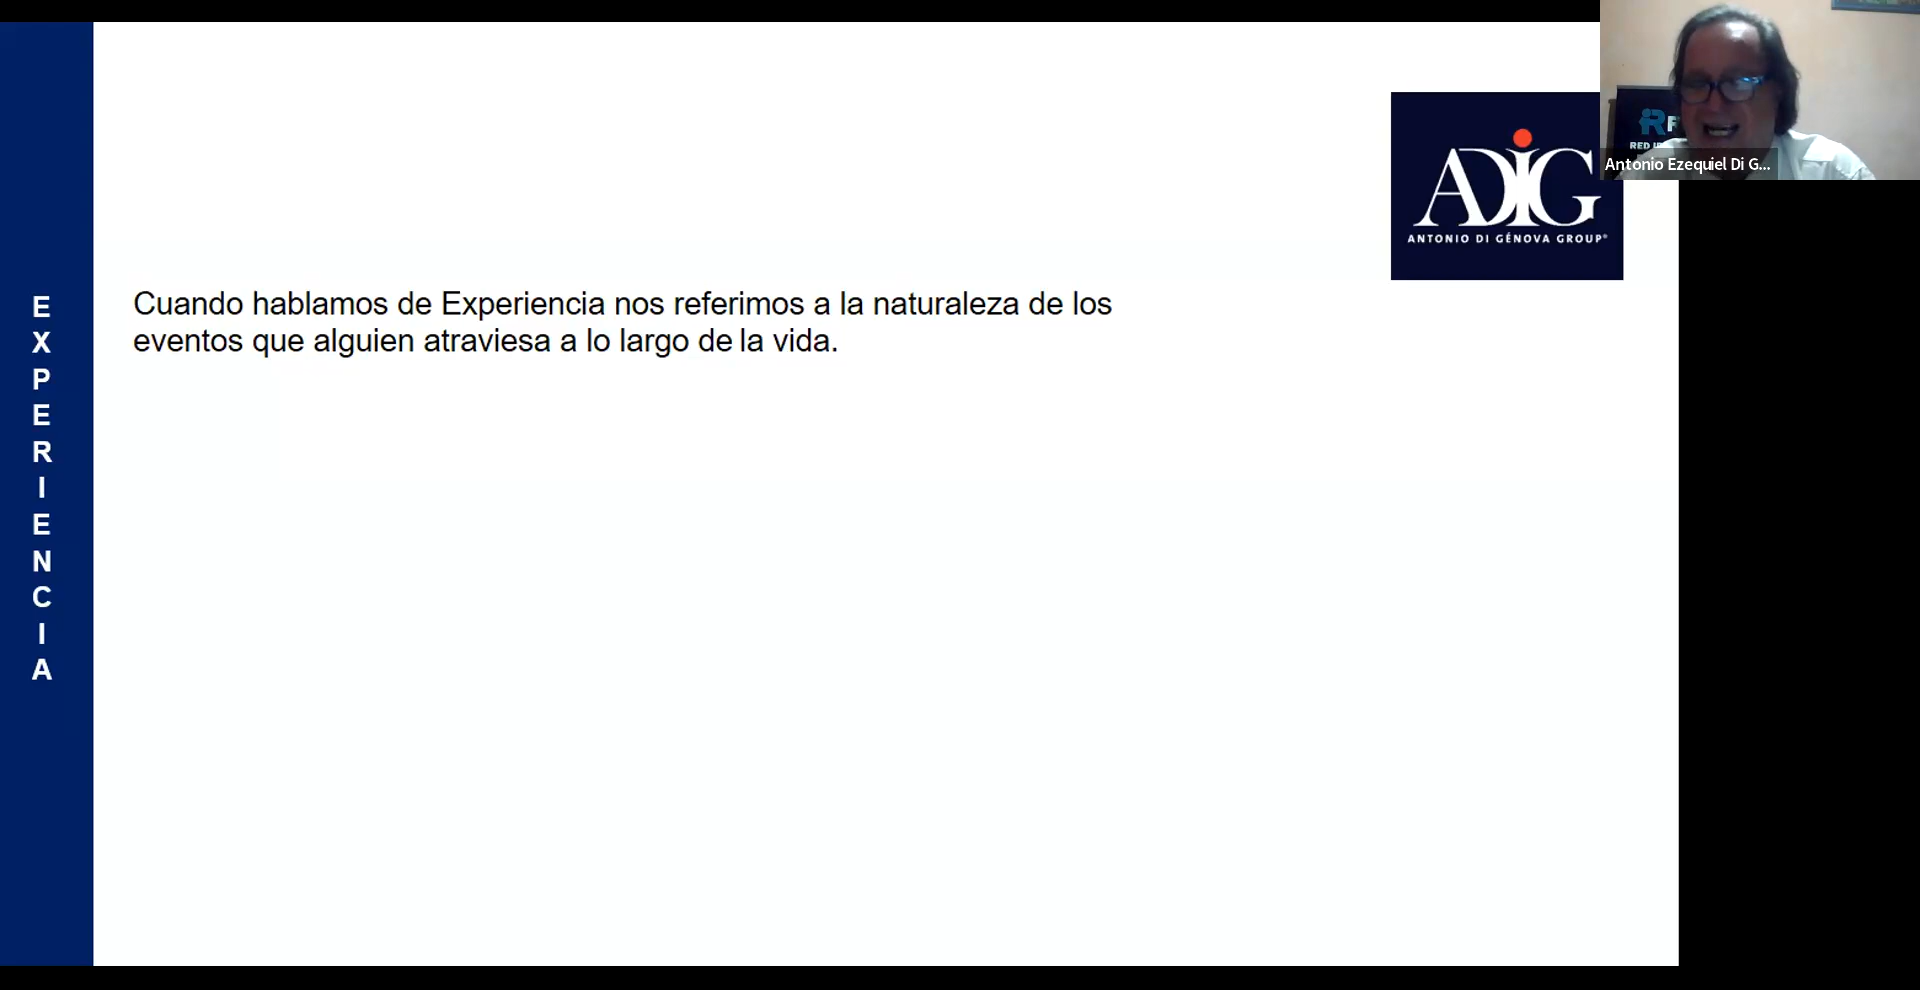 E
X
P
E
R
I
E
N
C
I
A
Cuando hablamos de Experiencia nos referimos a la naturaleza de los
eventos que alguien atraviesa a lo largo de la vida.
ADiG
ANTONIO DI GÉNOVA GROUP®
Antonio Ezequiel Di G...
RED